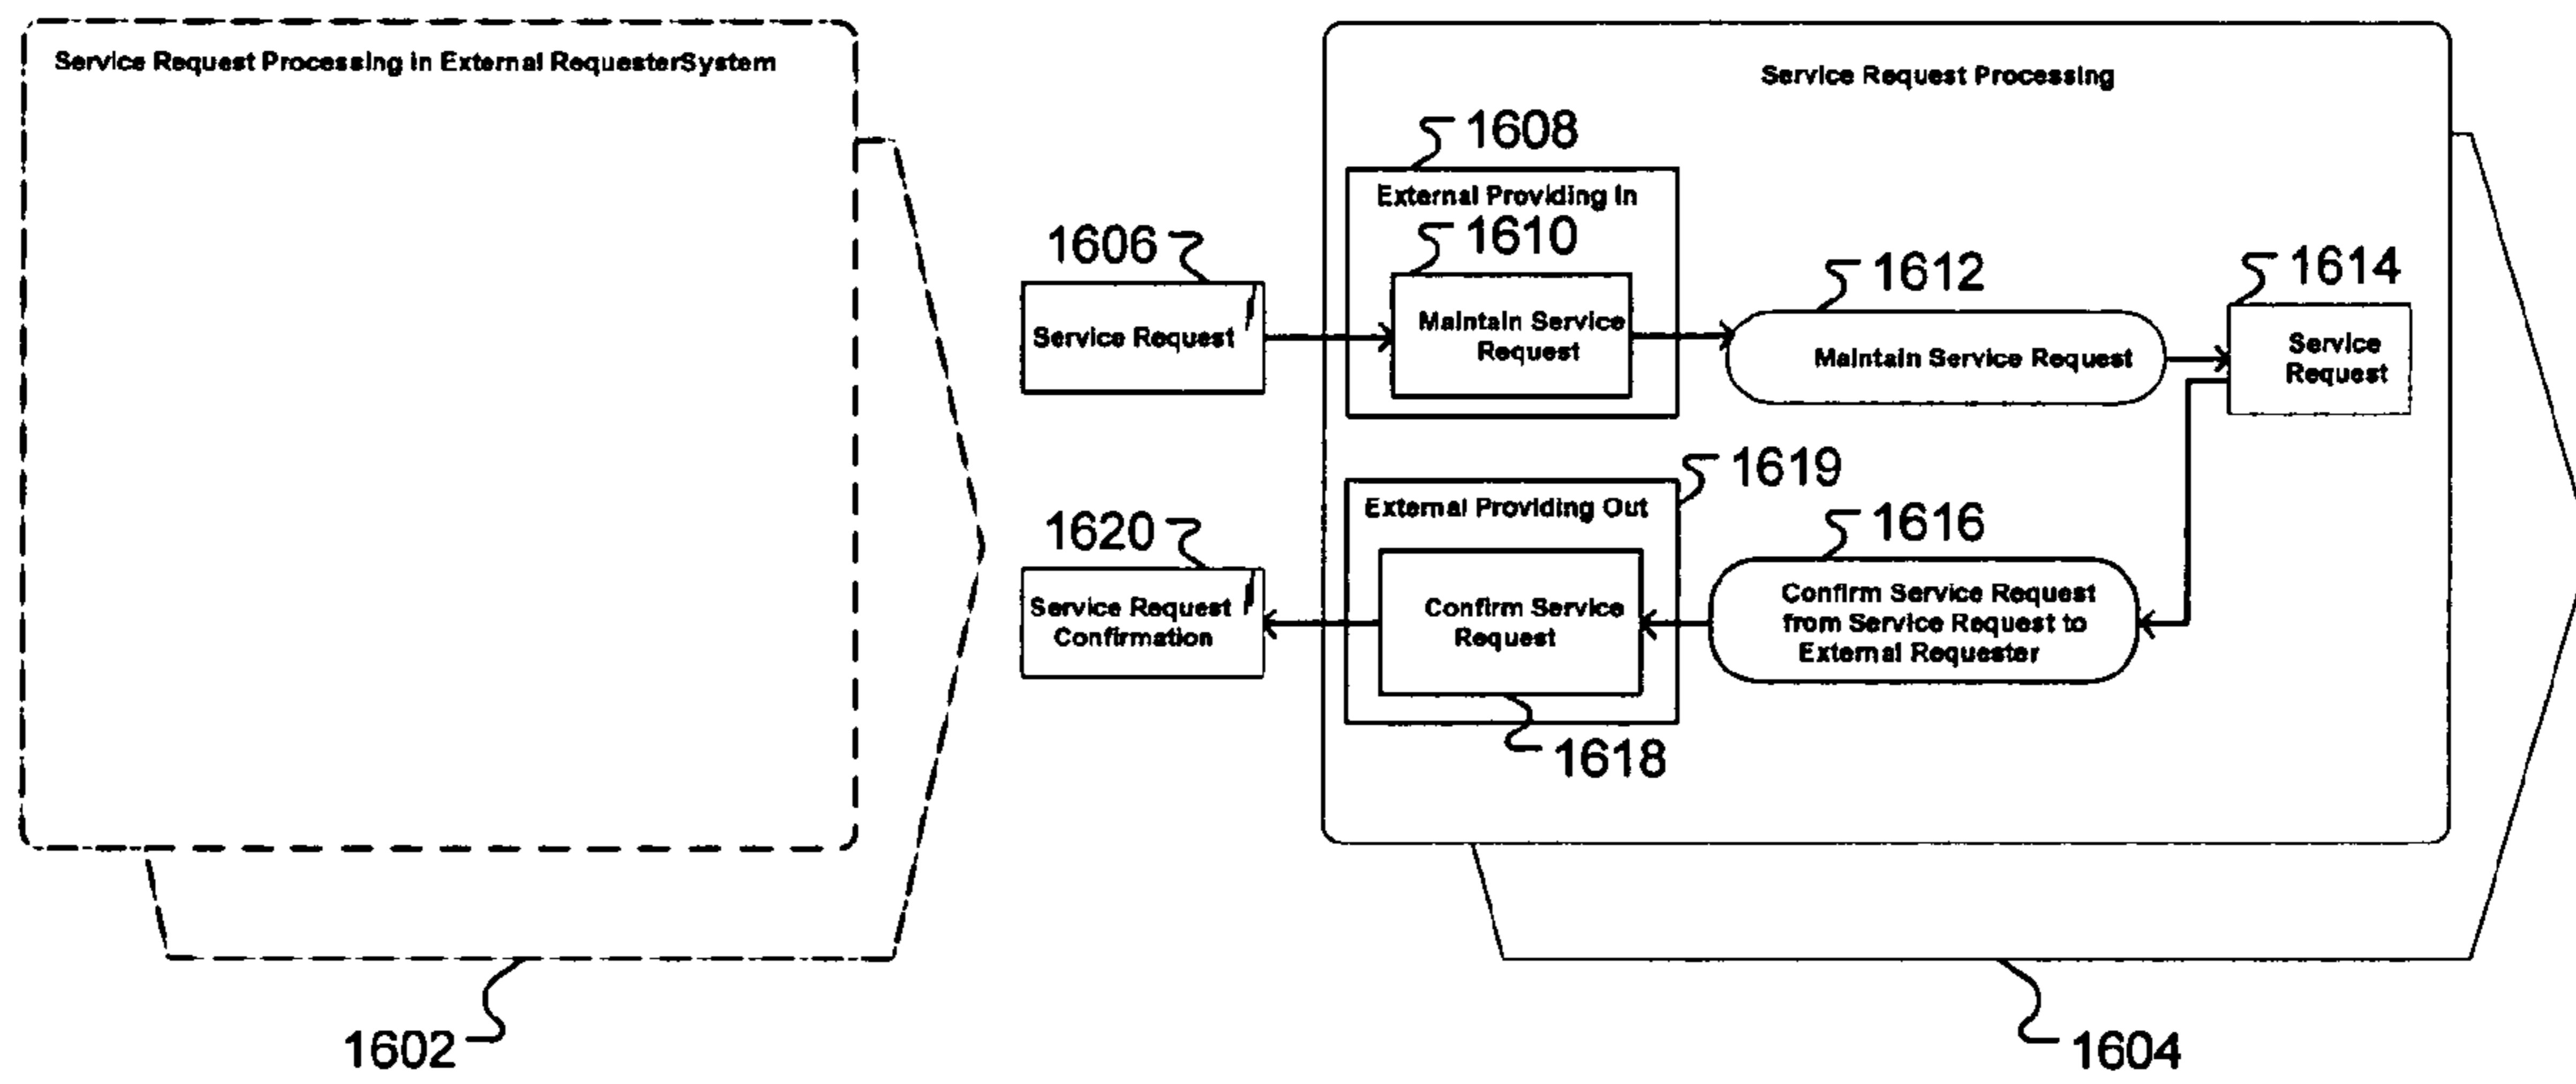 Service Request Processing in External RequesterSystem
Service Request Processing
1608
External Providing In
1610
1606
Service Request
Maintain Service
Request
1612
Maintain Service Request
1614
Service
Request
1619
External Providing Out
1620
Service Request
Confirmation
Confirm Service
Request
1616
Confirm Service Request
from Service Request to
External Requester
1618
1602
1604